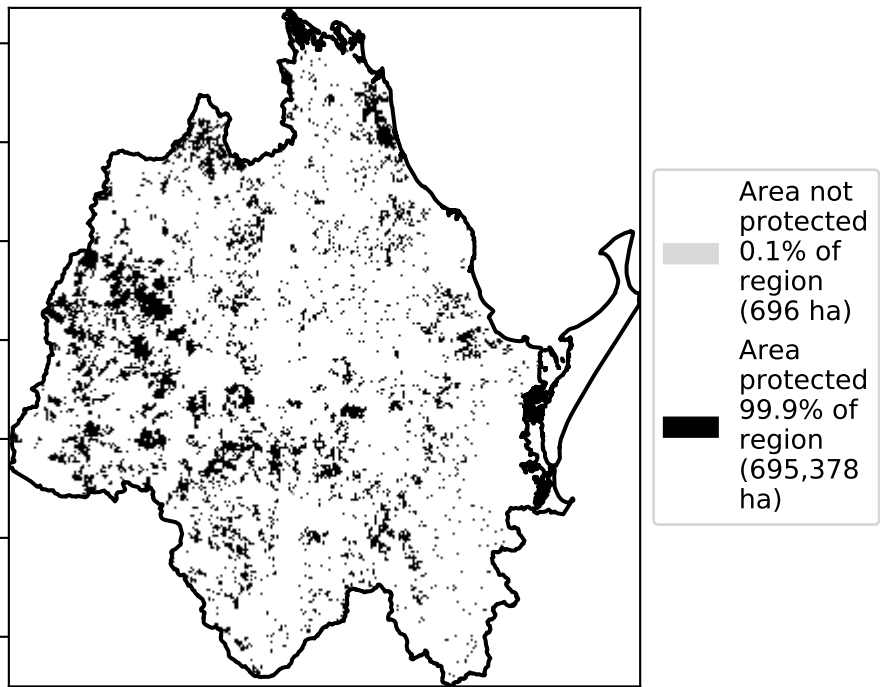 Area not
protected
0.1% of
region
(696 ha)
Area
protected
99.9% of
region
(695,378
ha)